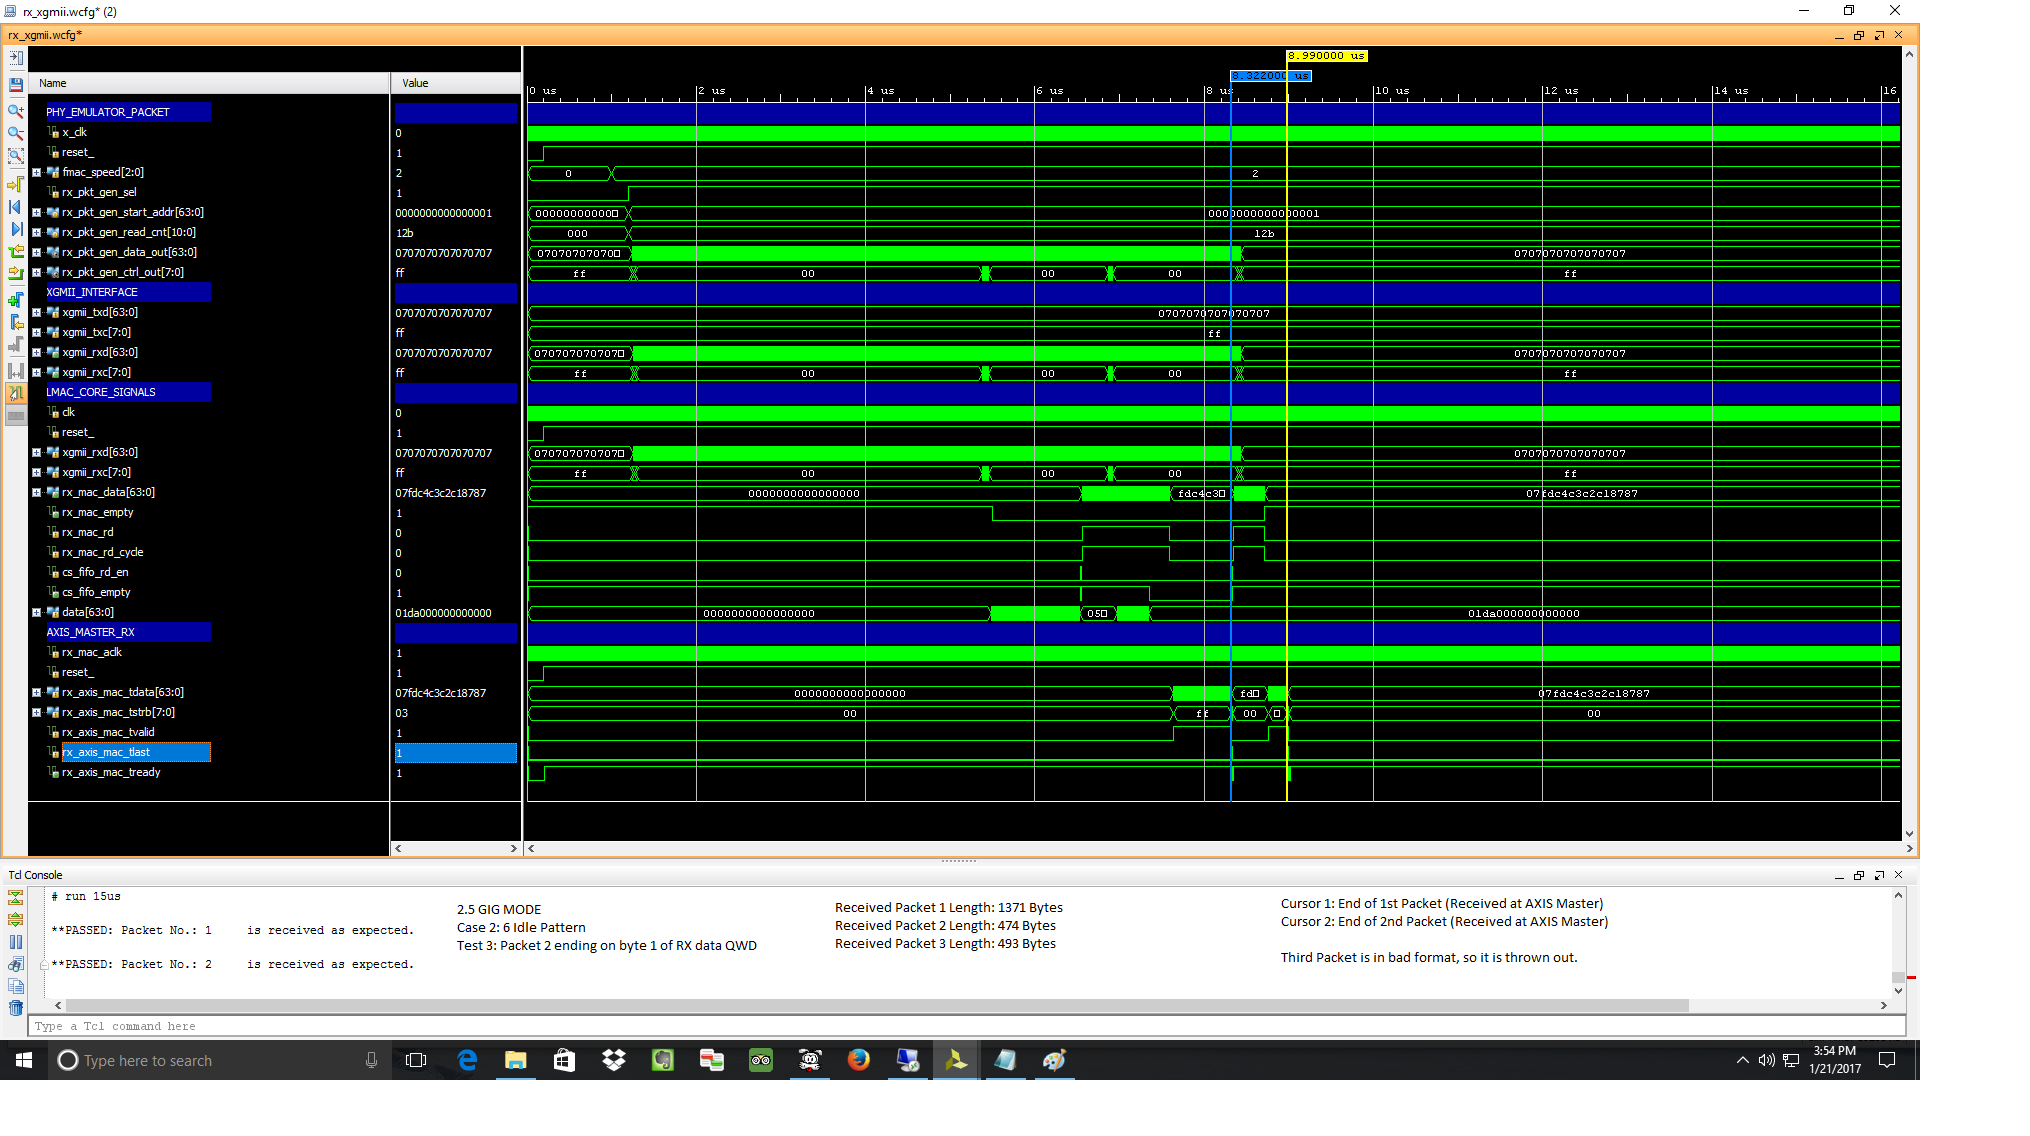 rx_xgmii.wcfg* (2)
rx_xgmii.wcfg*
8.990000 us
8.322000 us
Name Value
0 us 2 us 4 us 6 us 8 us 10 us 12 us 14 us 16
PHY_EMULATOR_PACKET
x_clk 0
reset_ 1
fmac_speed[2:0] 2 0 2
rx_pkt_gen_sel 1
rx_pkt_gen_start_addr[63:0] 0000000000000001 00000000000 0000000000000001
rx_pkt_gen_read_cnt[10:0] 12b 000 12b
rx_pkt_gen_data_out[63:0] 0707070707070707 07070707070 0707070707070707
rx_pkt_gen_ctrl_out[7:0] ff ff 00 00 00 ff
XGMII_INTERFACE
xgmii_txd[63:0] 0707070707070707 0707070707070707
xgmii_txc[7:0] ff ff
xgmii_rxd[63:0] 0707070707070707 070707070707 0707070707070707
xgmii_rxc[7:0] ff ff 00 00 00 ff
LMAC_CORE_SIGNALS
clk 0
reset_ 1
xgmii_rxd[63:0] 0707070707070707 070707070707 0707070707070707
xgmii_rxc[7:0] ff ff 00 00 00 ff
rx_mac_data[63:0] 07fdc4c3c2c18787 0000000000000000 fdc4c3 07fdc4c3c2c18787
rx_mac_empty 1
rx_mac_rd 0
rx_mac_rd_cycle 0
cs_fifo_rd_en 0
cs_fifo_empty 1
data[63:0] 01da000000000000 0000000000000000 05 01da000000000000
AXIS_MASTER_RX
rx_mac_aclk 1
reset_ 1
rx_axis_mac_tdata[63:0] 07fdc4c3c2c18787 0000000000000000 fd 07fdc4c3c2c18787
rx_axis_mac_tstrb[7:0] 03 00 ff 00 00
rx_axis_mac_tvalid 1
rx_axis_mac_tlast 1
rx_axis_mac_tready 1
Tcl Console
# run 15us
**PASSED: Packet No.: 1 is received as expected.
**PASSED: Packet No.: 2 is received as expected.
2.5 GIG MODE
Case 2: 6 Idle Pattern
Test 3: Packet 2 ending on byte 1 of RX data QWD
Received Packet 1 Length: 1371 Bytes
Received Packet 2 Length: 474 Bytes
Received Packet 3 Length: 493 Bytes
Cursor 1: End of 1st Packet (Received at AXIS Master)
Cursor 2: End of 2nd Packet (Received at AXIS Master)
Third Packet is in bad format, so it is thrown out.
Type a Tcl command here
Type here to search
3:54 PM
1/21/2017